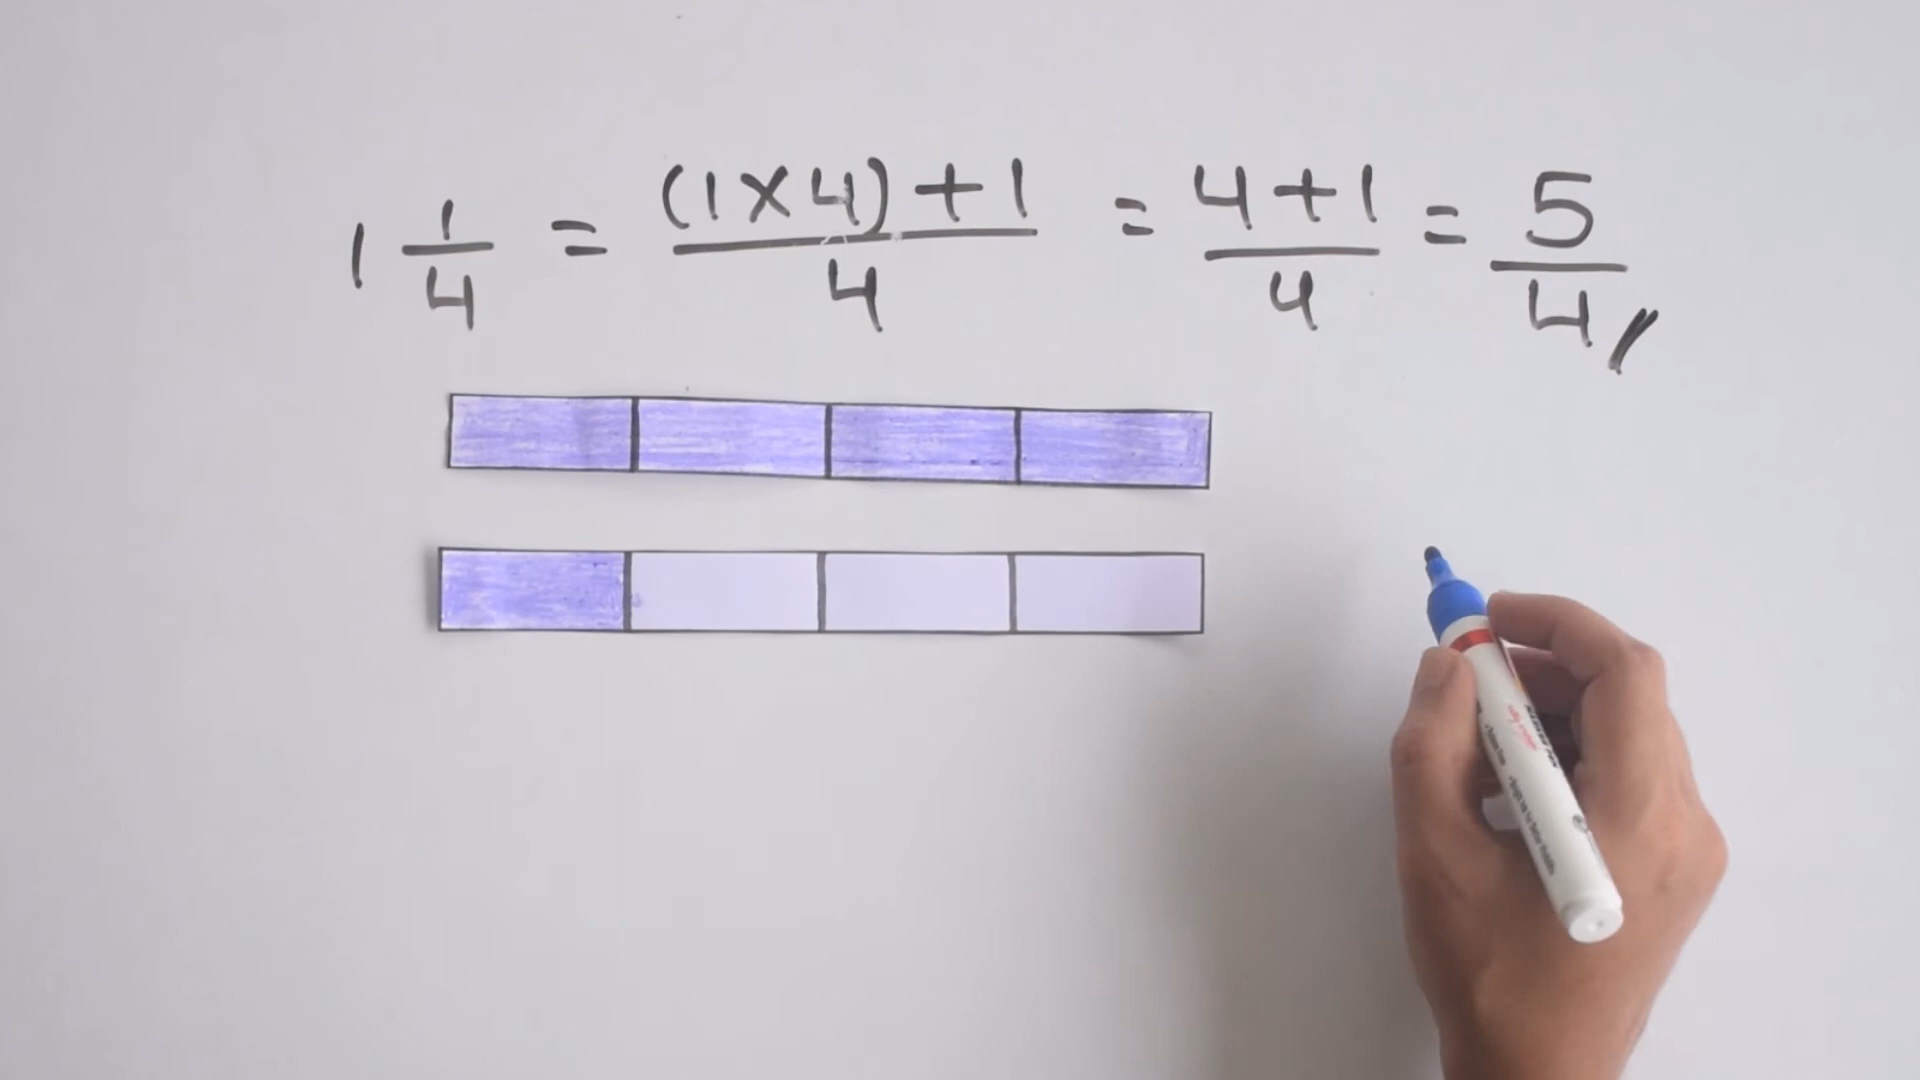 1 1/4 = (1×4)+1/4 = 4+1/4 = 5/4